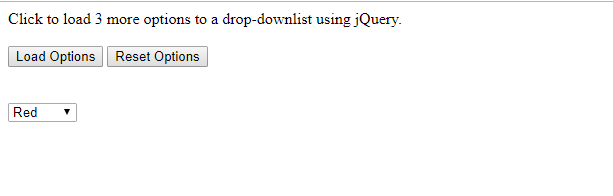 Click to load 3 more options to a drop-downlist using jQuery.
Load Options Reset Options
Red